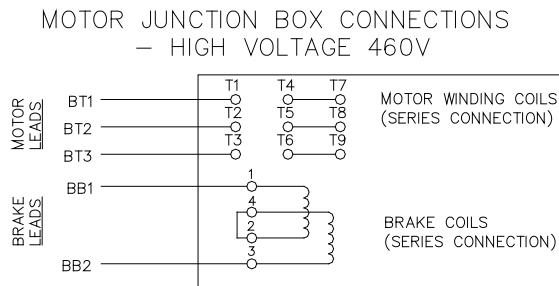 MOTOR JUNCTION BOX CONNECTIONS
– HIGH VOLTAGE 460V
MOTOR LEADS
BT1
BT2
BT3
T1 T4 T7
T2 T5 T8
T3 T6 T9
MOTOR WINDING COILS
(SERIES CONNECTION)
BRAKE LEADS
BB1
BB2
1
4
2
3
BRAKE COILS
(SERIES CONNECTION)